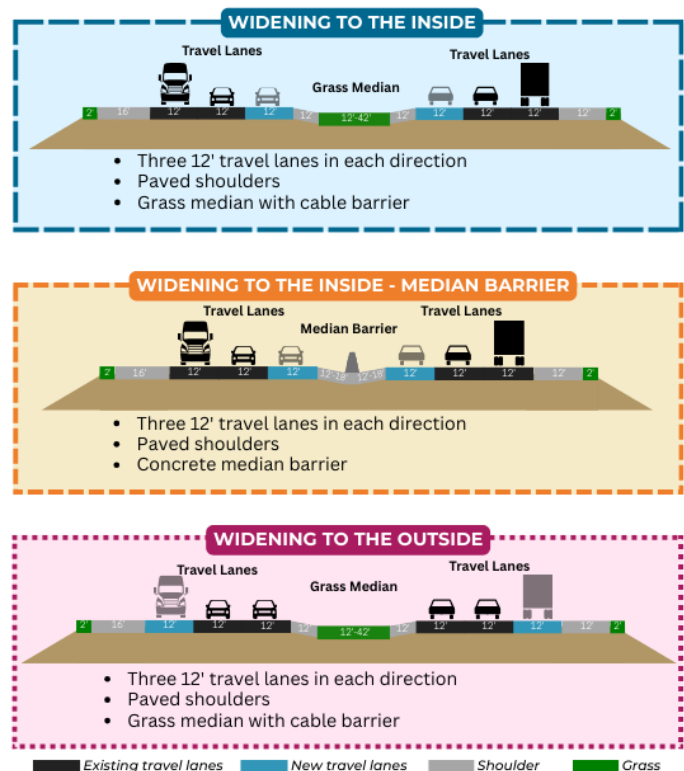 WIDENING TO THE INSIDE
Travel Lanes
Travel Lanes
Grass Median
2' 16' 12' 12' 12' 12' 12'-42' 12' 12' 12' 12' 12' 2'
• Three 12' travel lanes in each direction
• Paved shoulders
• Grass median with cable barrier
WIDENING TO THE INSIDE - MEDIAN BARRIER
Travel Lanes
Travel Lanes
Median Barrier
2' 16' 12' 12' 12' 12'-18' 12'-18' 12' 12' 12' 12' 2'
• Three 12' travel lanes in each direction
• Paved shoulders
• Concrete median barrier
WIDENING TO THE OUTSIDE
Travel Lanes
Travel Lanes
Grass Median
2' 16' 12' 12' 12' 12' 12'-42' 12' 12' 12' 12' 12' 2'
• Three 12' travel lanes in each direction
• Paved shoulders
• Grass median with cable barrier
Existing travel lanes New travel lanes Shoulder Grass